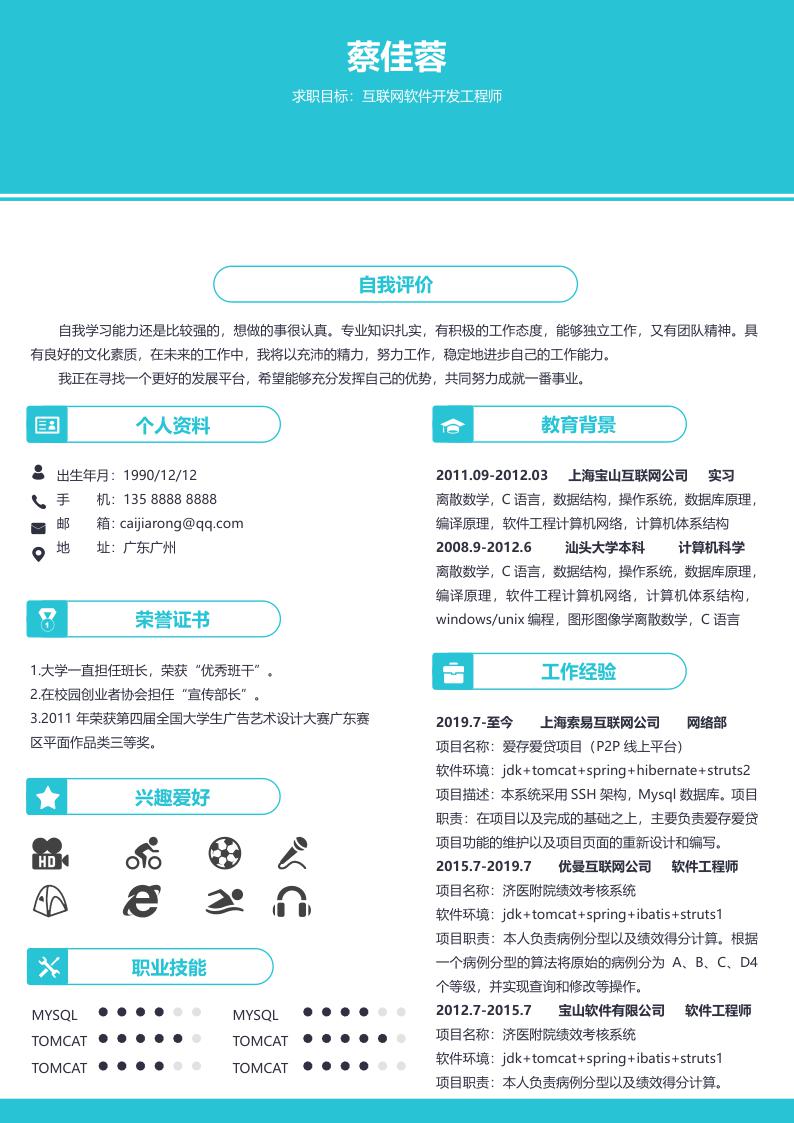 蔡佳蓉
求职目标：互联网软件开发工程师
自我评价
自我学习能力还是比较强的，想做的事很认真。专业知识扎实，有积极的工作态度，能够独立工作，又有团队精神。具
有良好的文化素质，在未来的工作中，我将以充沛的精力，努力工作，稳定地进步自己的工作能力。
我正在寻找一个更好的发展平台，希望能够充分发挥自己的优势，共同努力成就一番事业。
个人资料
出生年月：1990/12/12
手 机：135 8888 8888
邮 箱：caijiarong@qq.com
地 址：广东广州
荣誉证书
1
1.大学一直担任班长，荣获“优秀班干”。
2.在校园创业者协会担任“宣传部长”。
3.2011 年荣获第四届全国大学生广告艺术设计大赛广东赛
区平面作品类三等奖。
兴趣爱好
HD
职业技能
MYSQL MYSQL
TOMCAT TOMCAT
TOMCAT TOMCAT
教育背景
2011.09-2012.03 上海宝山互联网公司 实习
离散数学，C 语言，数据结构，操作系统，数据库原理，
编译原理，软件工程计算机网络，计算机体系结构
2008.9-2012.6 汕头大学本科 计算机科学
离散数学，C 语言，数据结构，操作系统，数据库原理，
编译原理，软件工程计算机网络，计算机体系结构，
windows/unix 编程，图形图像学离散数学，C 语言
工作经验
2019.7-至今 上海索易互联网公司 网络部
项目名称：爱存爱贷项目（P2P 线上平台）
软件环境：jdk+tomcat+spring+hibernate+struts2
项目描述：本系统采用 SSH 架构，Mysql 数据库。项目
职责：在项目以及完成的基础之上，主要负责爱存爱贷
项目功能的维护以及项目页面的重新设计和编写。
2015.7-2019.7 优曼互联网公司 软件工程师
项目名称：济医附院绩效考核系统
软件环境：jdk+tomcat+spring+ibatis+struts1
项目职责：本人负责病例分型以及绩效得分计算。根据
一个病例分型的算法将原始的病例分为 A、B、C、D4
个等级，并实现查询和修改等操作。
2012.7-2015.7 宝山软件有限公司 软件工程师
项目名称：济医附院绩效考核系统
软件环境：jdk+tomcat+spring+ibatis+struts1
项目职责：本人负责病例分型以及绩效得分计算。